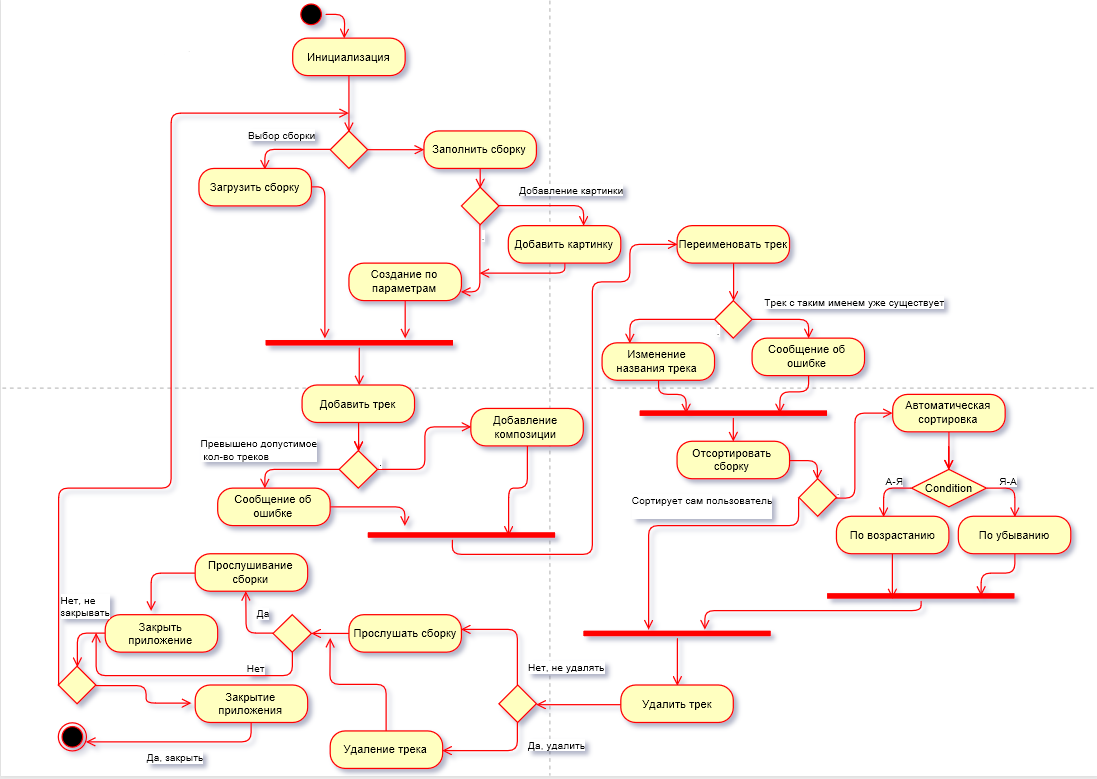 Инициализация
Выбор сборки
Заполнить сборку
Загрузить сборку
Добавление картинки
Добавить картинку
Создание по
параметрам
Переименовать трек
Трек с таким именем уже существует
Изменение
названия трека
Сообщение об
ошибке
Добавить трек
Добавление
композиции
Превышено допустимое
кол-во треков
Сообщение об
ошибке
Автоматическая
сортировка
Отсортировать
сборку
Сортирует сам пользователь
А-Я
Condition
Я-А
По возрастанию
По убыванию
Прослушивание
сборки
Нет, не
закрывать
Закрыть
приложение
Да
Прослушать сборку
Нет
Нет, не удалять
Удалить трек
Закрытие
приложения
Да, удалить
Удаление трека
Да, закрыть